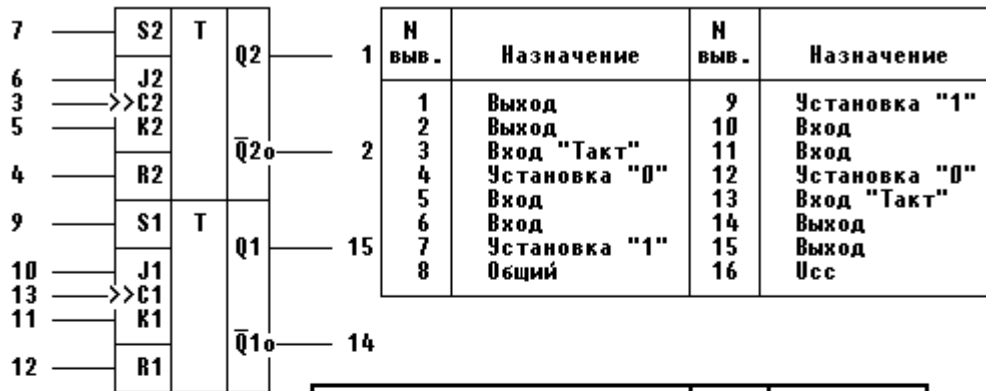 7 S2 T
Q2 1
6 J2
3 >>C2
5 K2
Q̅2 2
4 R2
9 S1 T
Q1 15
10 J1
13 >>C1
11 K1
Q̅1 14
12 R1
N выв. Назначение N выв. Назначение
1 Выход 9 Установка "1"
2 Выход 10 Вход
3 Вход "Такт" 11 Вход
4 Установка "0" 12 Установка "0"
5 Вход 13 Вход "Такт"
6 Вход 14 Выход
7 Установка "1" 15 Выход
8 Общий 16 Ucc